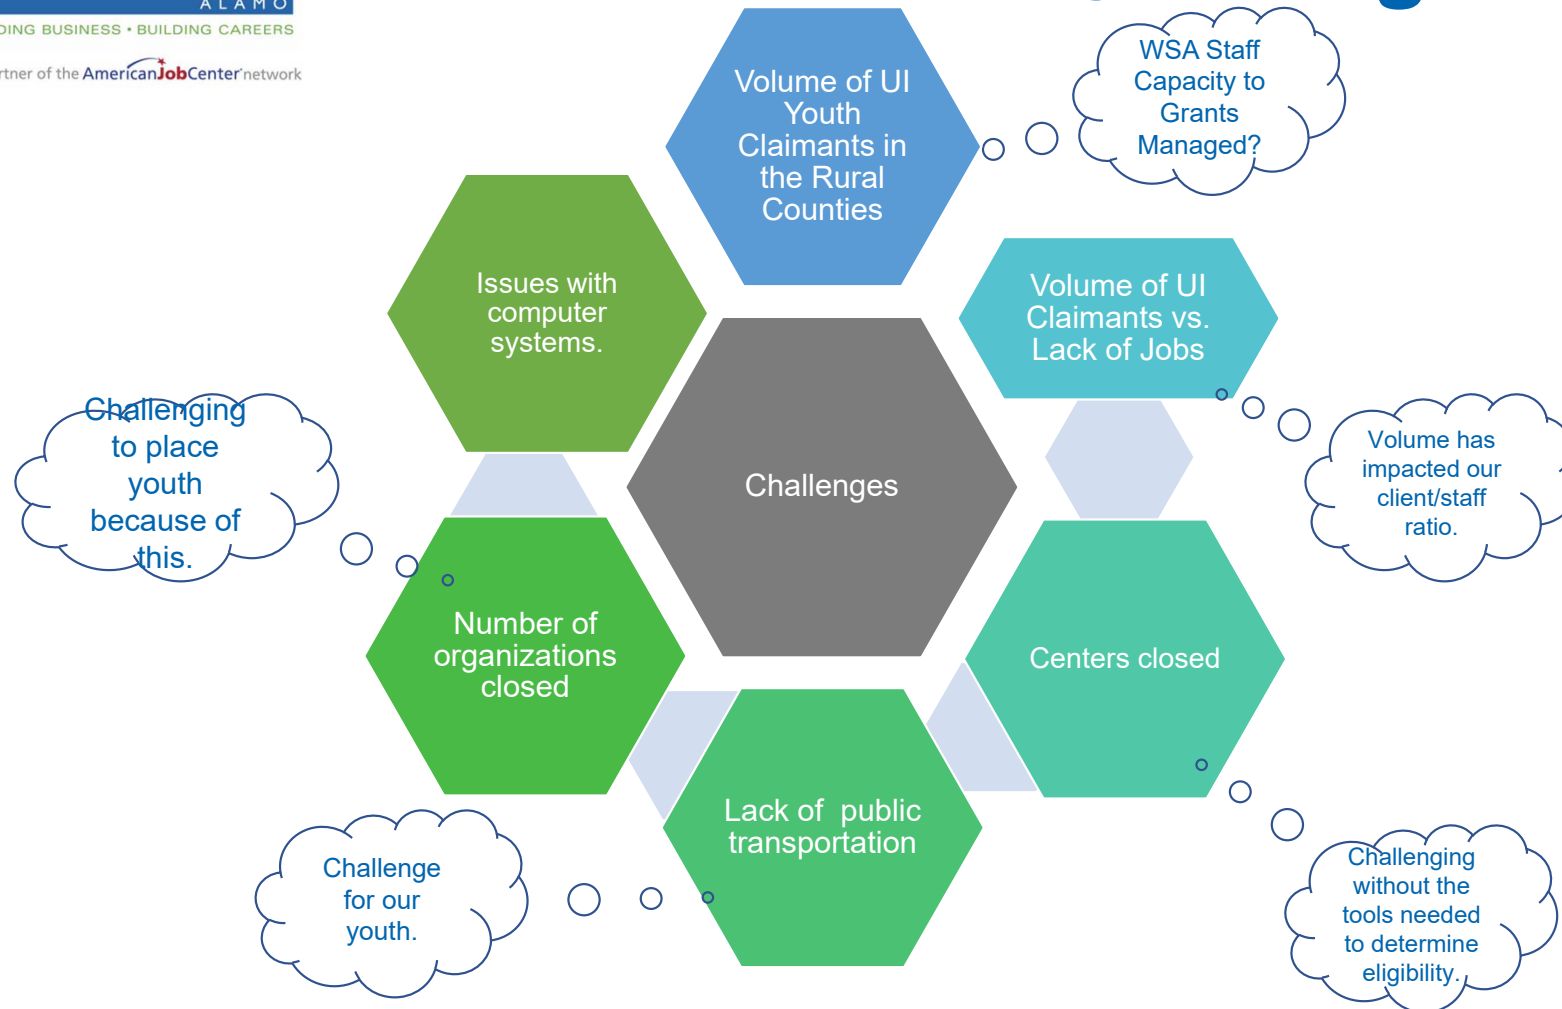 ALAMO
DING BUSINESS • BUILDING CAREERS
rtner of the AmericanJobCenter network
Volume of UI
Youth
Claimants in
the Rural
Counties
WSA Staff
Capacity to
Grants
Managed?
Issues with
computer
systems.
Volume of UI
Claimants vs.
Lack of Jobs
Challenging
to place
youth
because of
this.
Challenges
Volume has
impacted our
client/staff
ratio.
Number of
organizations
closed
Centers closed
Lack of public
transportation
Challenge
for our
youth.
Challenging
without the
tools needed
to determine
eligibility.